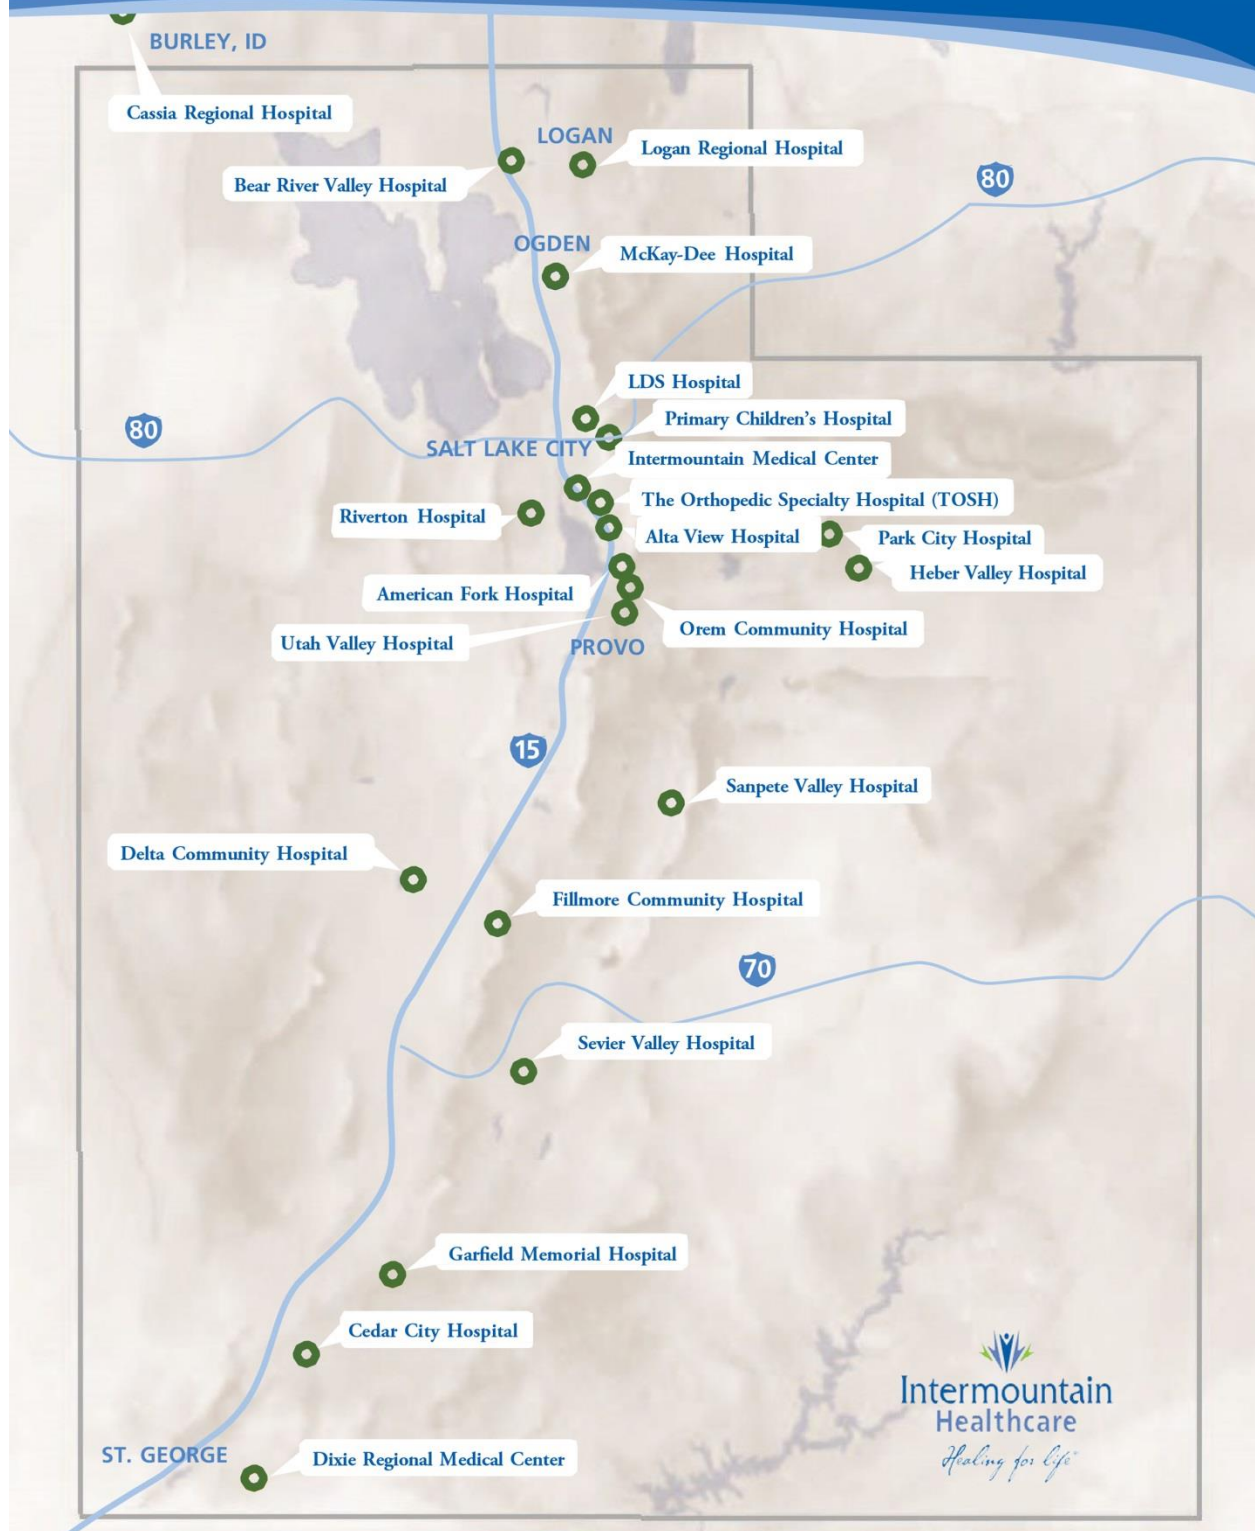 BURLEY, ID
Cassia Regional Hospital
LOGAN
Logan Regional Hospital
Bear River Valley Hospital
80
OGDEN
McKay-Dee Hospital
LDS Hospital
Primary Children's Hospital
80
SALT LAKE CITY
Intermountain Medical Center
The Orthopedic Specialty Hospital (TOSH)
Riverton Hospital
Alta View Hospital
Park City Hospital
Heber Valley Hospital
American Fork Hospital
Orem Community Hospital
Utah Valley Hospital
PROVO
15
Sanpete Valley Hospital
Delta Community Hospital
Fillmore Community Hospital
70
Sevier Valley Hospital
Garfield Memorial Hospital
Cedar City Hospital
Intermountain
Healthcare
Healing for life
ST. GEORGE
Dixie Regional Medical Center